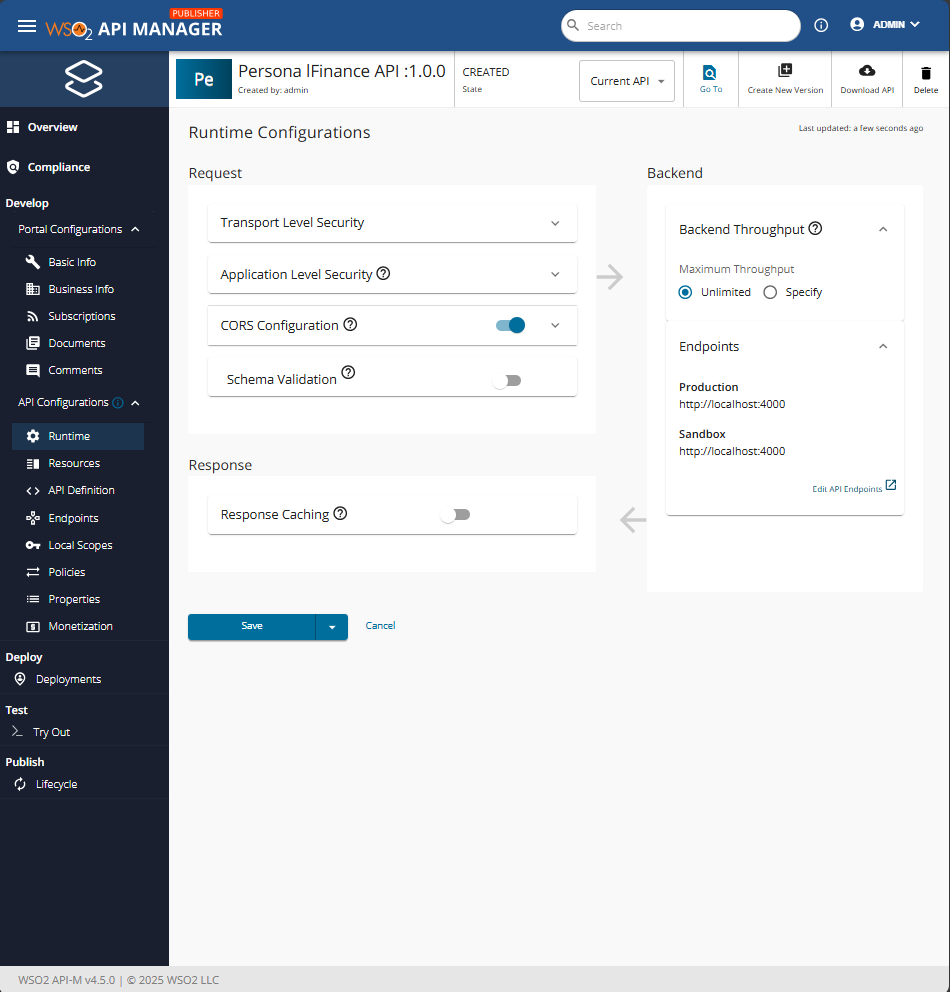 PUBLISHER
WSO2 API MANAGER
Search
ADMIN
Pe
Persona lFinance API :1.0.0
Created by: admin
CREATED
State
Current API
Go To
Create New Version
Download API
Delete
Overview
Compliance
Develop
Portal Configurations
Basic Info
Business Info
Subscriptions
Documents
Comments
API Configurations
Runtime
Resources
API Definition
Endpoints
Local Scopes
Policies
Properties
Monetization
Deploy
Deployments
Test
Try Out
Publish
Lifecycle
Runtime Configurations
Last updated: a few seconds ago
Request
Transport Level Security
Application Level Security
CORS Configuration
Schema Validation
Response
Response Caching
Backend
Backend Throughput
Maximum Throughput
Unlimited
Specify
Endpoints
Production
http://localhost:4000
Sandbox
http://localhost:4000
Edit API Endpoints
Save
Cancel
WSO2 API-M v4.5.0 | © 2025 WSO2 LLC